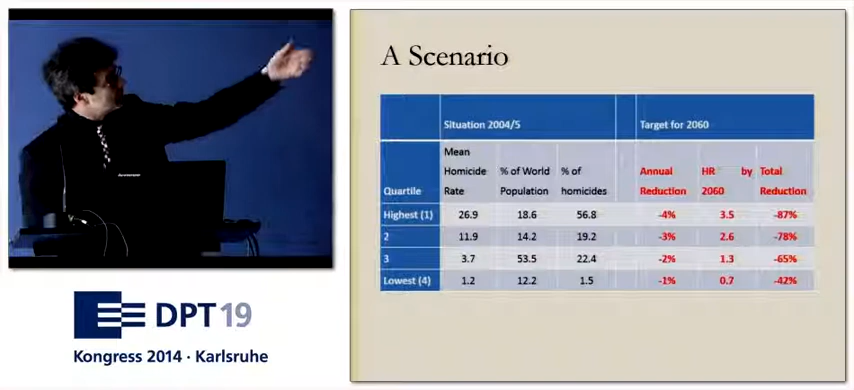 A Scenario
Situation 2004/5 Target for 2060
Quartile Mean Homicide Rate % of World Population % of homicides Annual Reduction HR by 2060 Total Reduction
Highest (1) 26.9 18.6 56.8 -4% 3.5 -87%
2 11.9 14.2 19.2 -3% 2.6 -78%
3 3.7 53.5 22.4 -2% 1.3 -65%
Lowest (4) 1.2 12.2 1.5 -1% 0.7 -42%
lenovo
DPT 19
Kongress 2014 · Karlsruhe